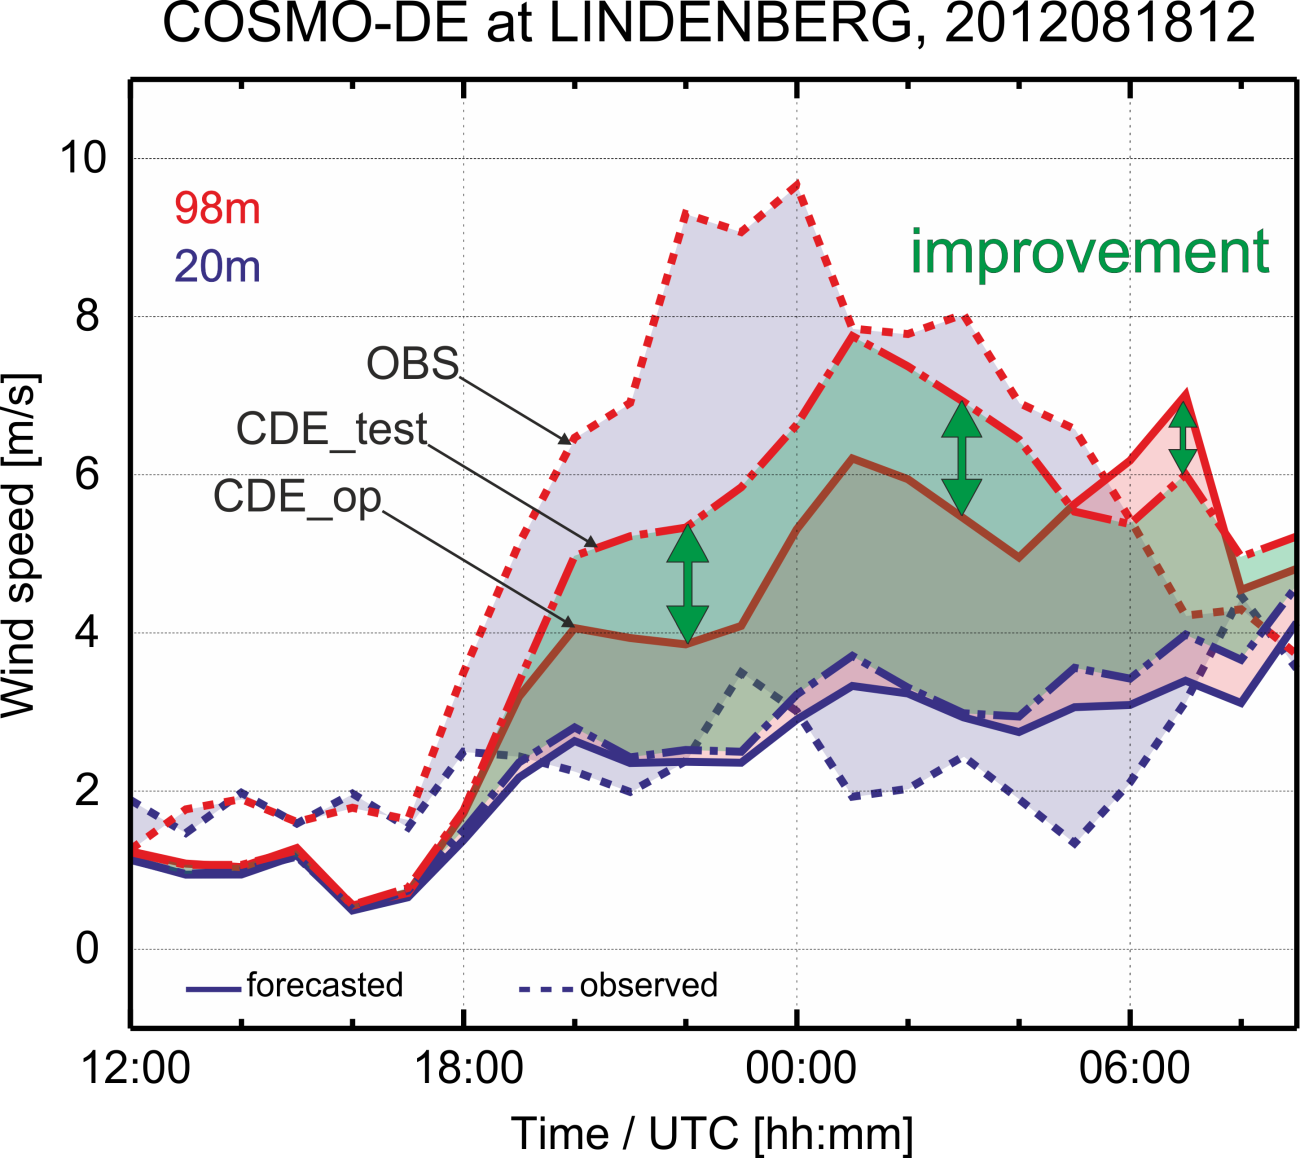 COSMO-DE at LINDENBERG, 2012081812
10
98m
20m
improvement
8
OBS
CDE_test
CDE_op
6
4
2
0
Wind speed [m/s]
forecasted
observed
12:00
18:00
00:00
06:00
Time / UTC [hh:mm]